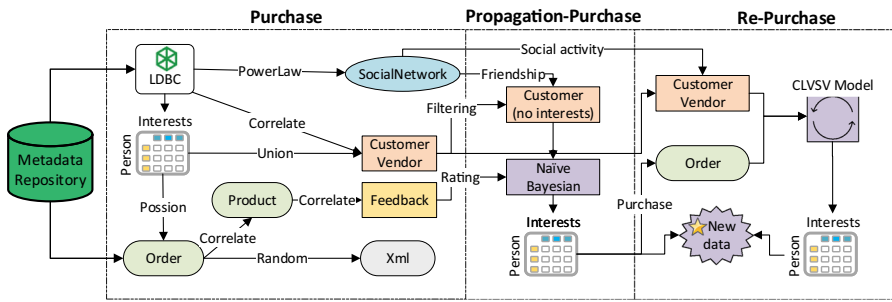 Purchase
Propagation-Purchase
Re-Purchase
Metadata
Repository
LDBC
PowerLaw
SocialNetwork
Social activity
Friendship
Interests
Person
Correlate
Union
Customer
Vendor
Filtering
Customer
(no interests)
Customer
Vendor
CLVSV Model
Possion
Product
Correlate
Feedback
Rating
Naïve
Bayesian
Order
Correlate
Order
Random
Xml
Interests
Person
Purchase
New
data
Interests
Person